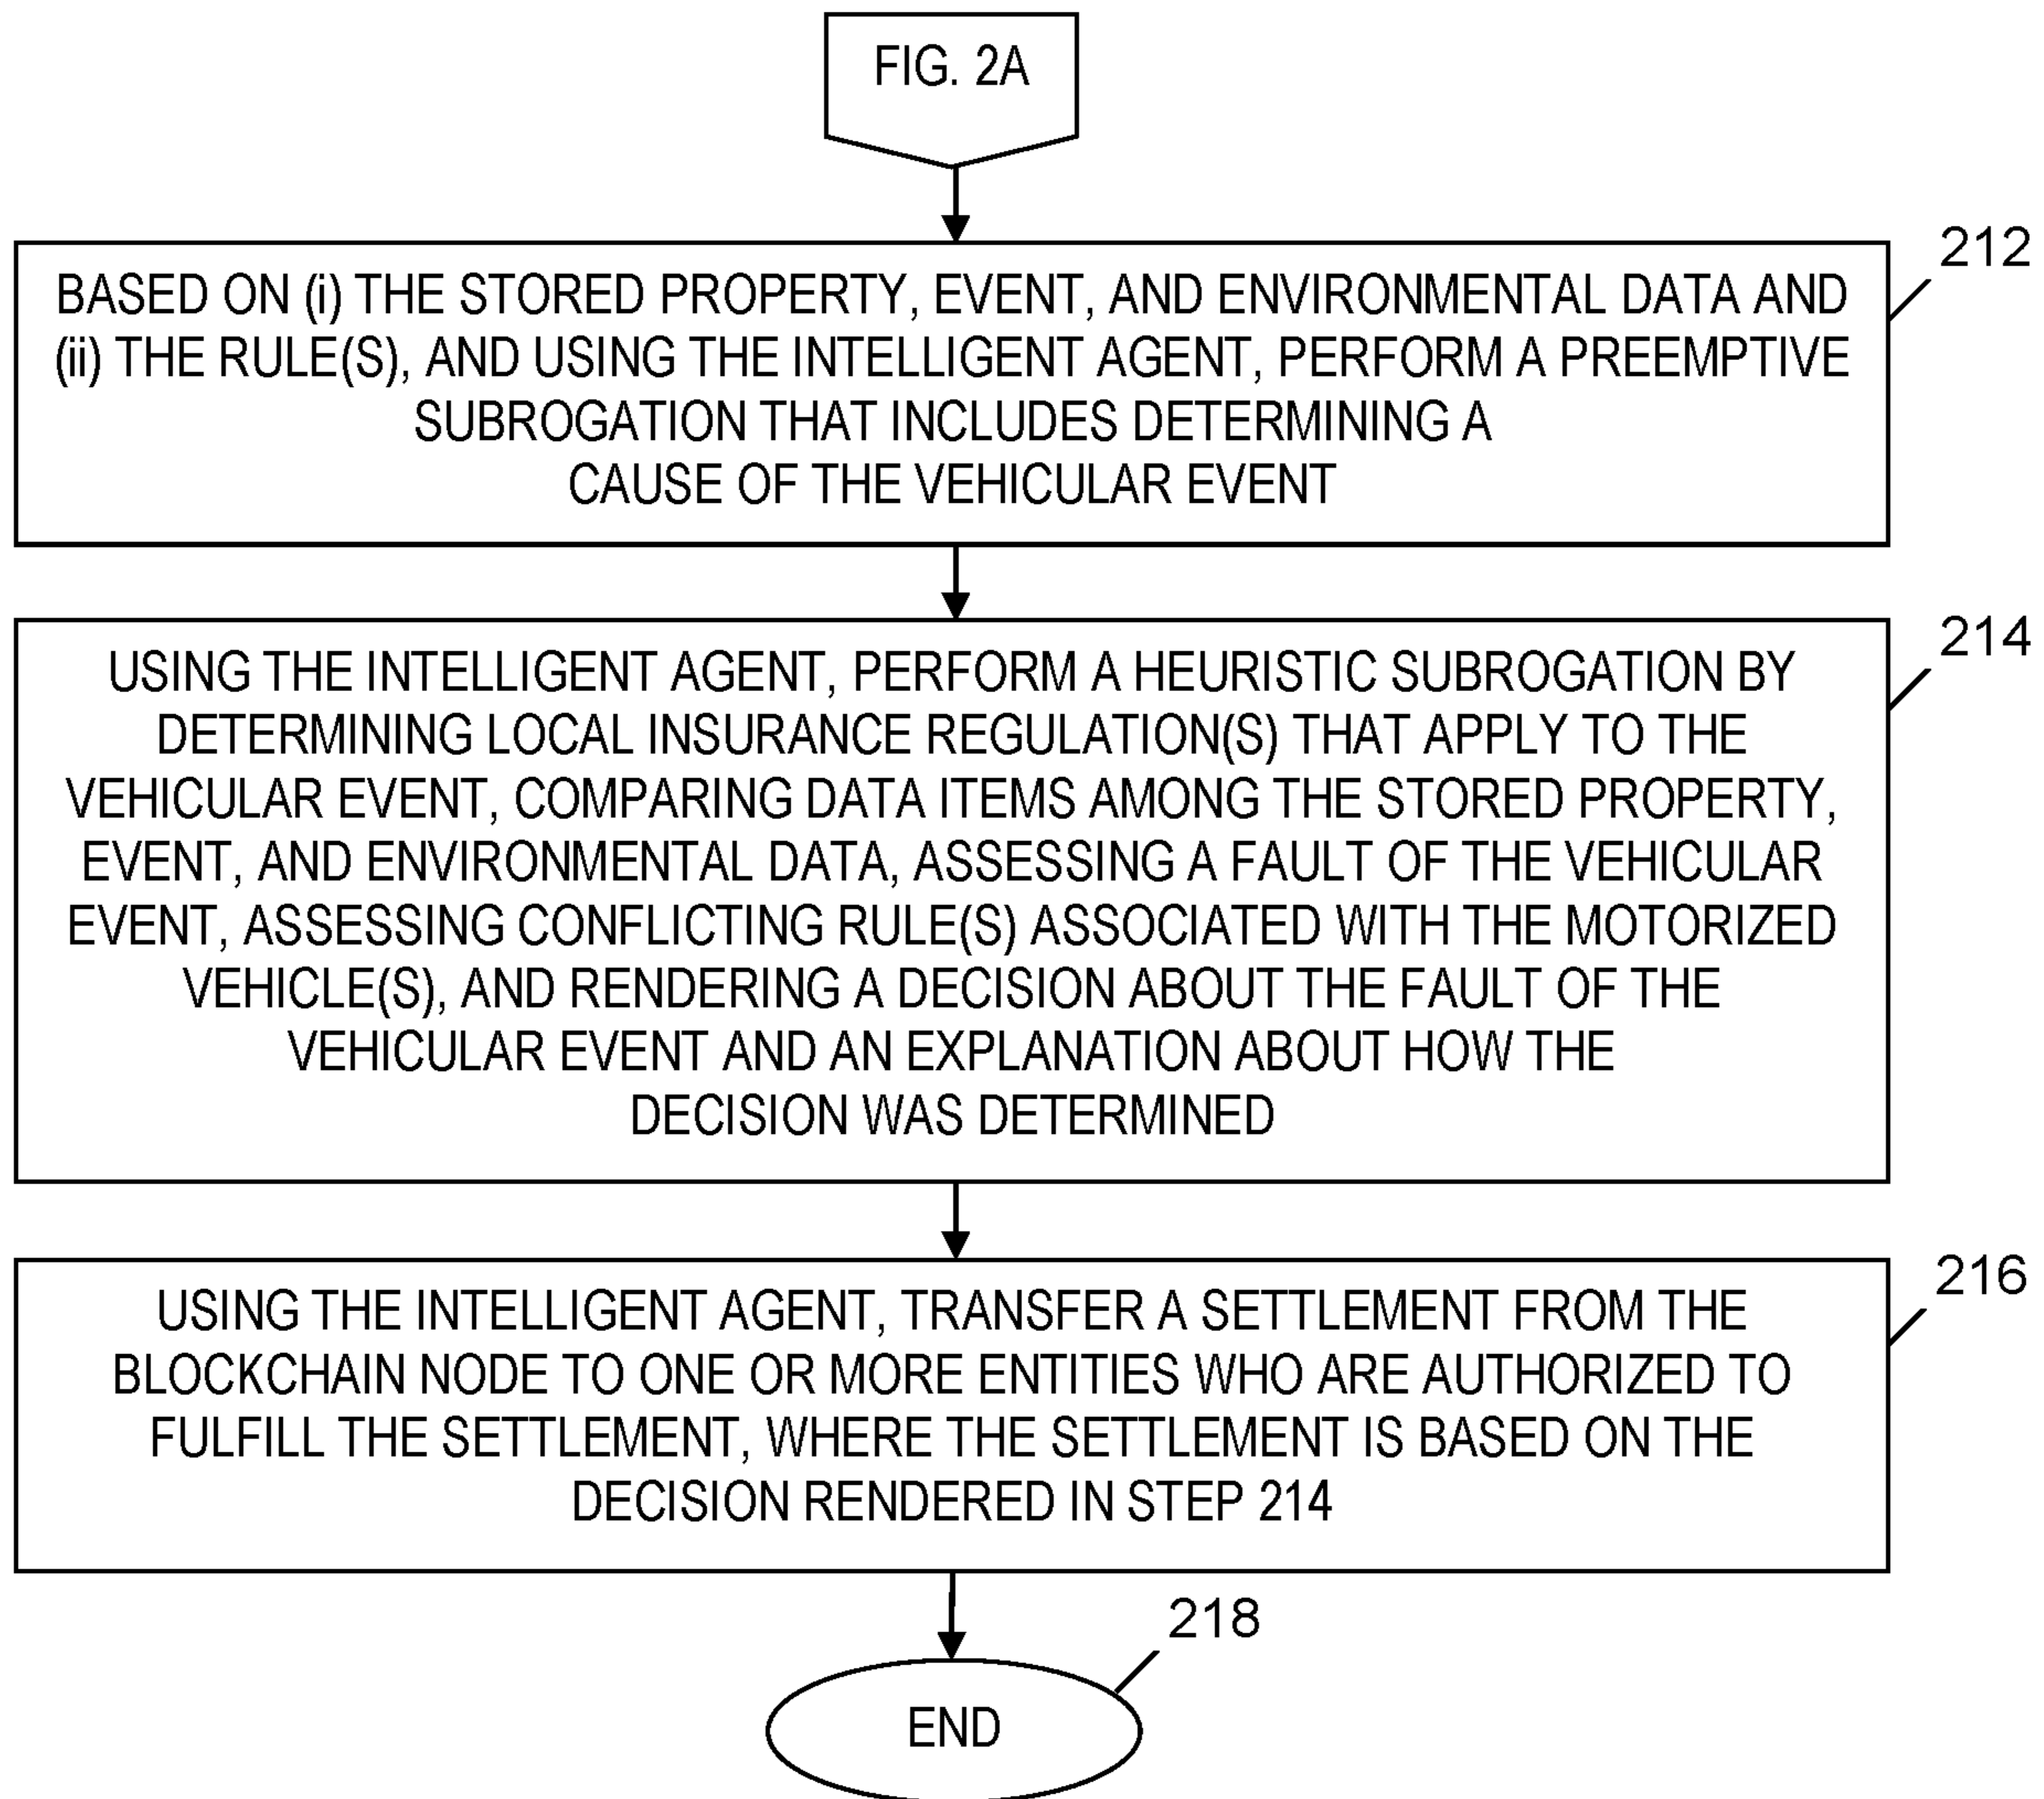 FIG. 2A
212
BASED ON (i) THE STORED PROPERTY, EVENT, AND ENVIRONMENTAL DATA AND
(ii) THE RULE(S), AND USING THE INTELLIGENT AGENT, PERFORM A PREEMPTIVE
SUBROGATION THAT INCLUDES DETERMINING A
CAUSE OF THE VEHICULAR EVENT
214
USING THE INTELLIGENT AGENT, PERFORM A HEURISTIC SUBROGATION BY
DETERMINING LOCAL INSURANCE REGULATION(S) THAT APPLY TO THE
VEHICULAR EVENT, COMPARING DATA ITEMS AMONG THE STORED PROPERTY,
EVENT, AND ENVIRONMENTAL DATA, ASSESSING A FAULT OF THE VEHICULAR
EVENT, ASSESSING CONFLICTING RULE(S) ASSOCIATED WITH THE MOTORIZED
VEHICLE(S), AND RENDERING A DECISION ABOUT THE FAULT OF THE
VEHICULAR EVENT AND AN EXPLANATION ABOUT HOW THE
DECISION WAS DETERMINED
216
USING THE INTELLIGENT AGENT, TRANSFER A SETTLEMENT FROM THE
BLOCKCHAIN NODE TO ONE OR MORE ENTITIES WHO ARE AUTHORIZED TO
FULFILL THE SETTLEMENT, WHERE THE SETTLEMENT IS BASED ON THE
DECISION RENDERED IN STEP 214
218
END